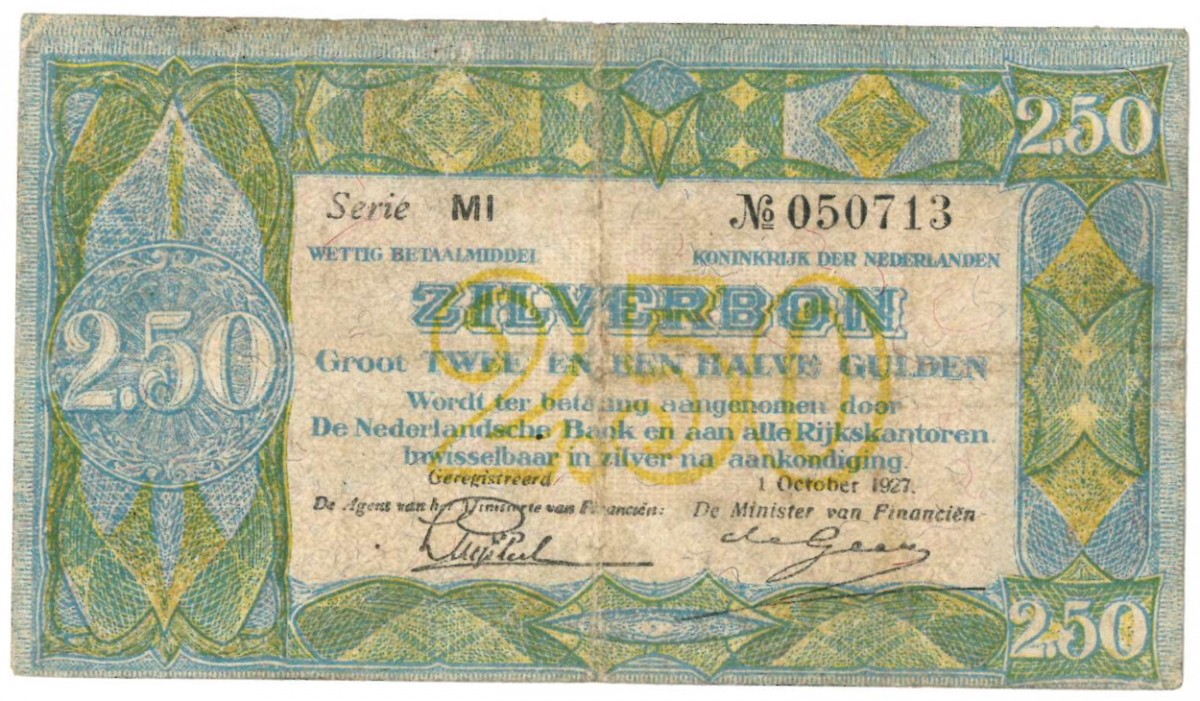 2.50
Serie MI № 050713
WETTIG BETAALMIDDEL KONINKRIJK DER NEDERLANDEN
2.50
ZILVERBON
2.50
Groot TWEE EN EEN HALVE GULDEN
Wordt ter betaling aangenomen door
De Nederlandsche Bank en aan alle Rijkskantoren.
Inwisselbaar in zilver na aankondiging.
Geregistreerd 1 October 1927.
De Agent van het Ministerie van Financiën: De Minister van Financiën
de Geer
2.50